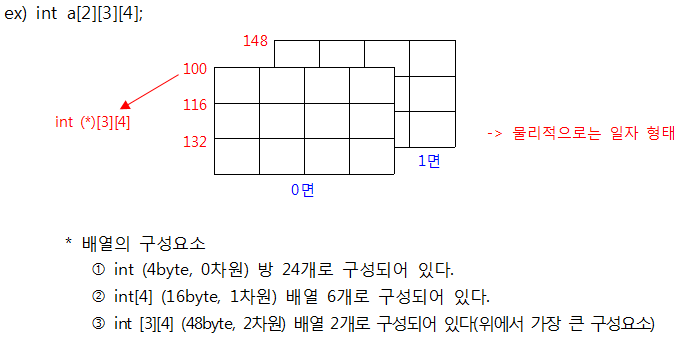 ex) int a[2][3][4];
148
100
116
int (*)[3][4]
132
-> 물리적으로는 일자 형태
1면
0면
* 배열의 구성요소
① int (4byte, 0차원) 방 24개로 구성되어 있다.
② int[4] (16byte, 1차원) 배열 6개로 구성되어 있다.
③ int [3][4] (48byte, 2차원) 배열 2개로 구성되어 있다(위에서 가장 큰 구성요소)